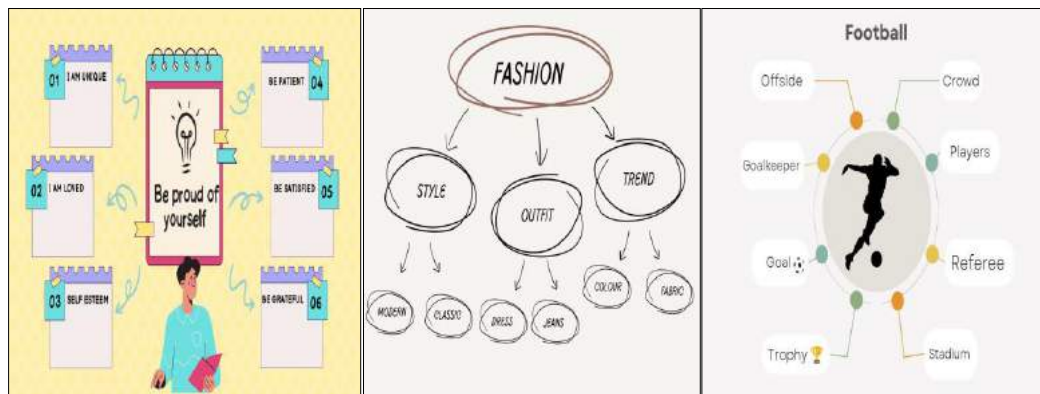 01
I AM UNIQUE
02
I AM LOVED
03
SELF ESTEEM
Be proud of
yourself
BE PATIENT
04
BE SATISFIED
05
BE GRATEFUL
06
FASHION
STYLE
OUTFIT
TREND
MODERN
CLASSIC
DRESS
JEANS
COLOUR
FABRIC
Football
Offside
Crowd
Goalkeeper
Players
Goal⚽
Referee
Trophy🏆
Stadium